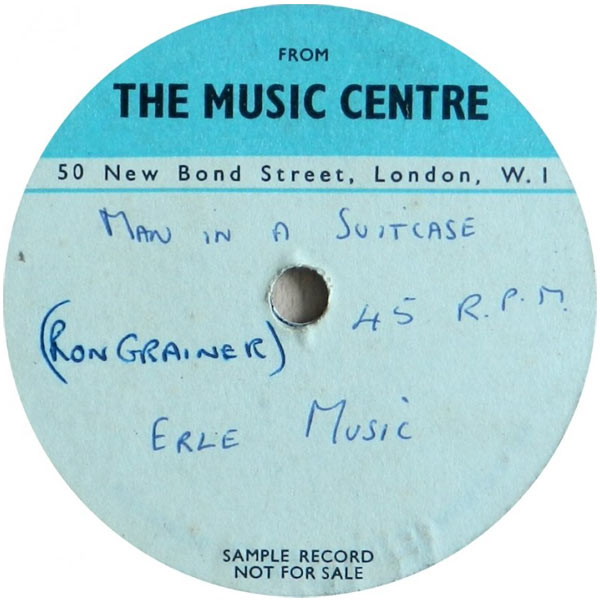 FROM
THE MUSIC CENTRE
50 New Bond Street, London, W.1
MAN IN A SUITCASE
45 R.P.M.
(RON GRAINER)
ERLE MUSIC
SAMPLE RECORD
NOT FOR SALE